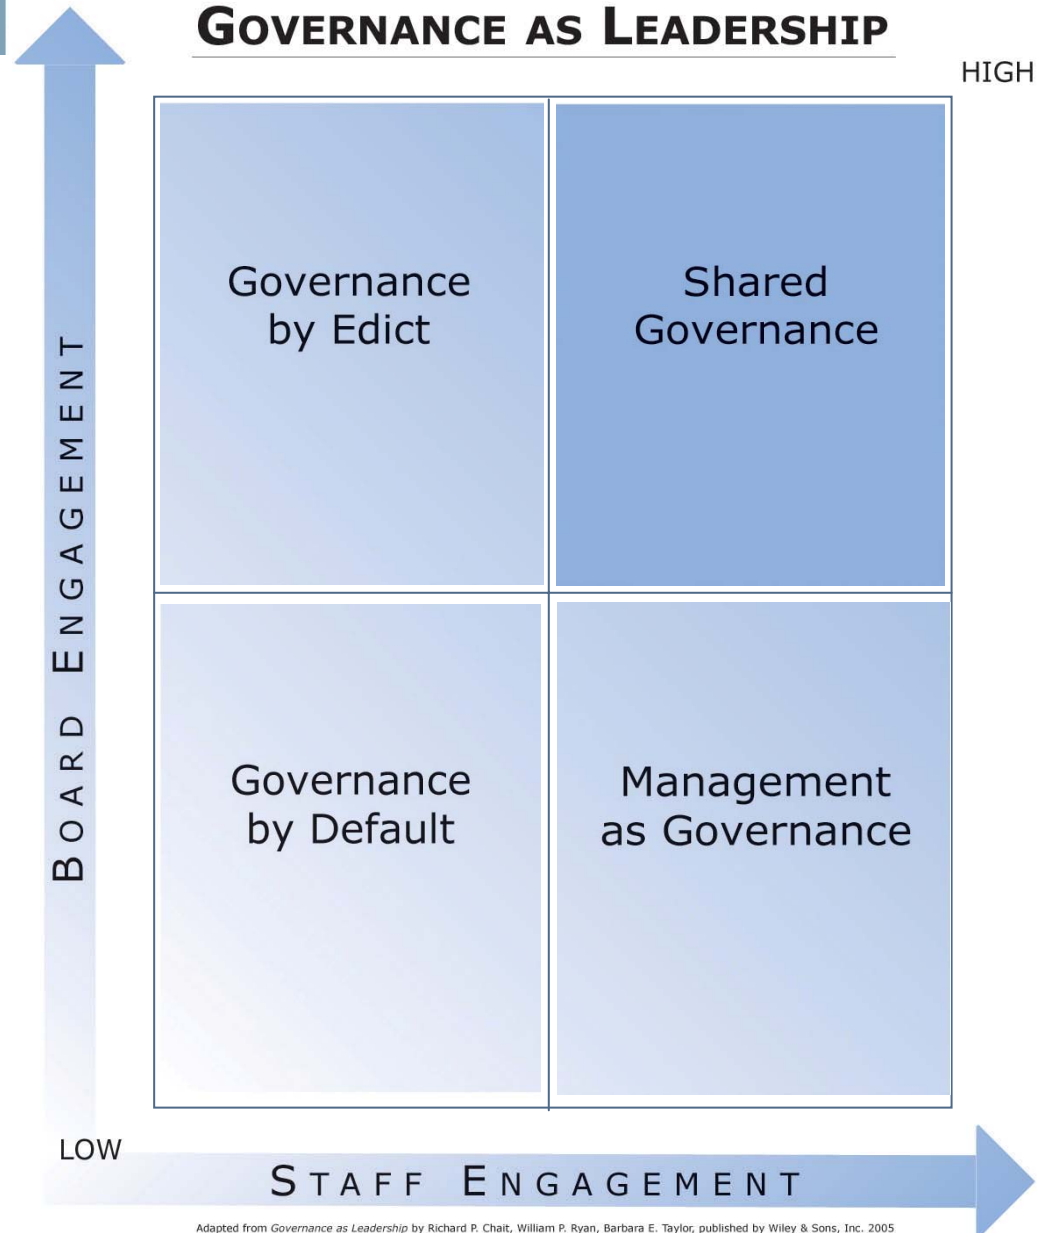 GOVERNANCE AS LEADERSHIP
HIGH
Governance
by Edict
Shared
Governance
BOARD ENGAGEMENT
Governance
by Default
Management
as Governance
LOW
STAFF ENGAGEMENT
Adapted from Governance as Leadership by Richard P. Chait, William P. Ryan, Barbara E. Taylor, published by Wiley & Sons, Inc. 2005